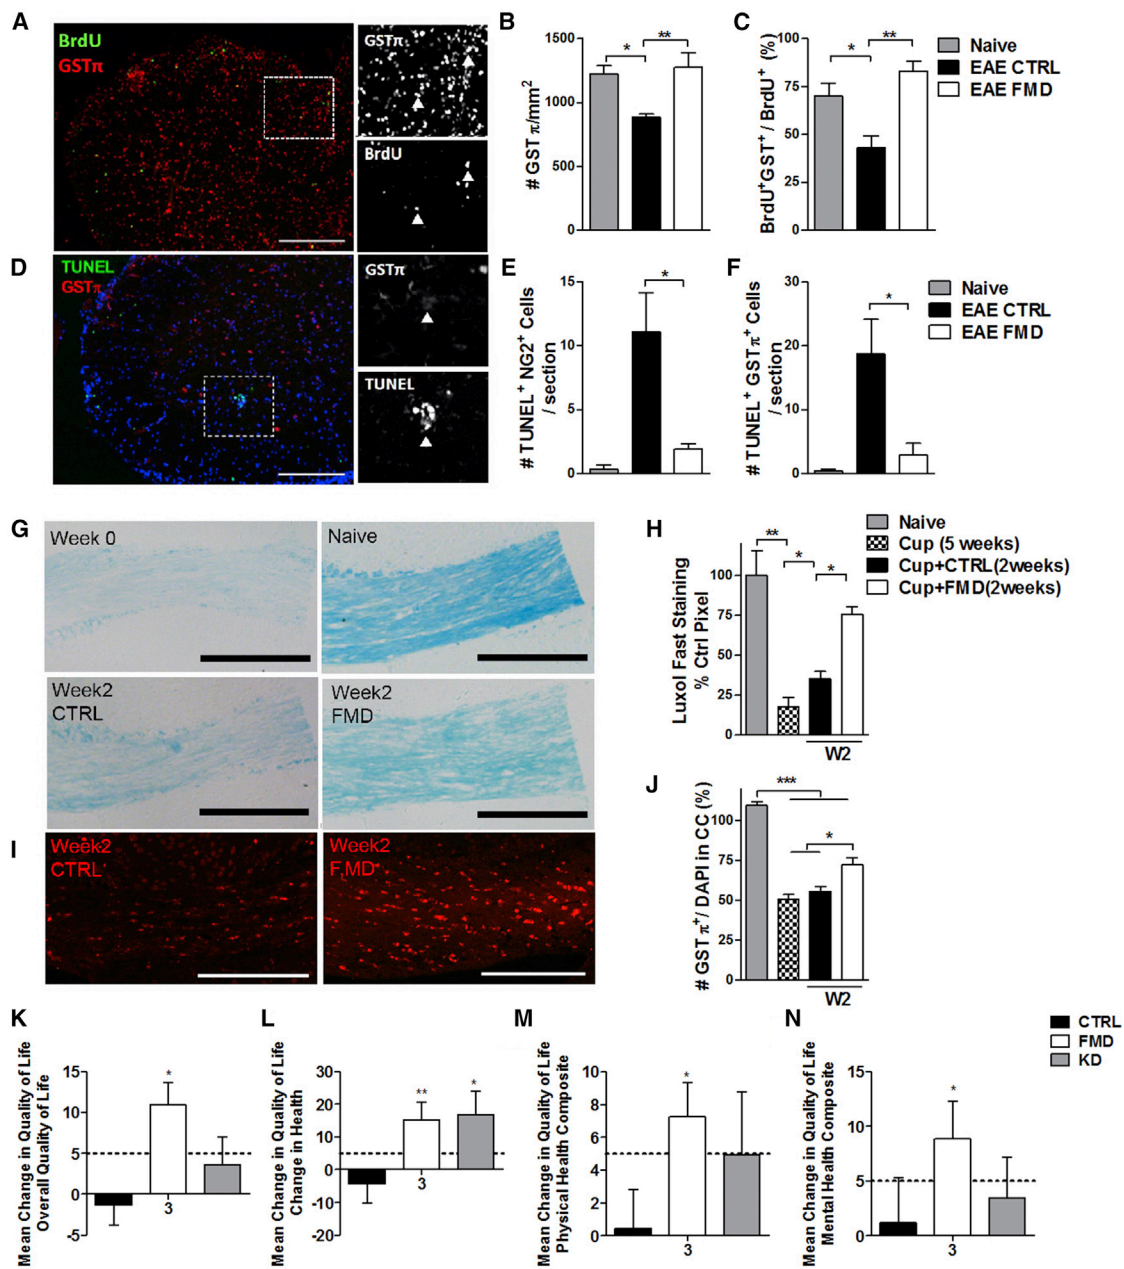 A
BrdU
GSTπ
GSTπ
BrdU
B
# GST π/mm2
1500
1000
500
0
*
**
C
BrdU+GST+ / BrdU+ (%)
100
75
50
25
0
*
**
Naive
EAE CTRL
EAE FMD
D
TUNEL
GSTπ
GSTπ
TUNEL
E
# TUNEL+ NG2+ Cells
/ section
15
10
5
0
*
F
# TUNEL+ GSTπ+ Cells
/ section
30
20
10
0
*
Naive
EAE CTRL
EAE FMD
G
Week 0
Naive
Week2
CTRL
Week2
FMD
H
Luxol Fast Staining
% Ctrl Pixel
100
75
50
25
0
**
*
*
W2
Naive
Cup (5 weeks)
Cup+CTRL(2weeks)
Cup+FMD(2weeks)
I
Week2
CTRL
Week2
FMD
J
# GST π+/ DAPI in CC (%)
100
75
50
25
0
***
*
W2
K
Mean Change in Quality of Life
Overall Quality of Life
15
10
5
0
-5
*
3
L
Mean Change in Quality of Life
Change in Health
30
20
10
0
-10
-20
**
*
3
M
Mean Change in Quality of Life
Physical Health Composite
10
8
6
4
2
0
*
3
N
Mean Change in Quality of Life
Mental Health Composite
15
10
5
0
*
3
CTRL
FMD
KD